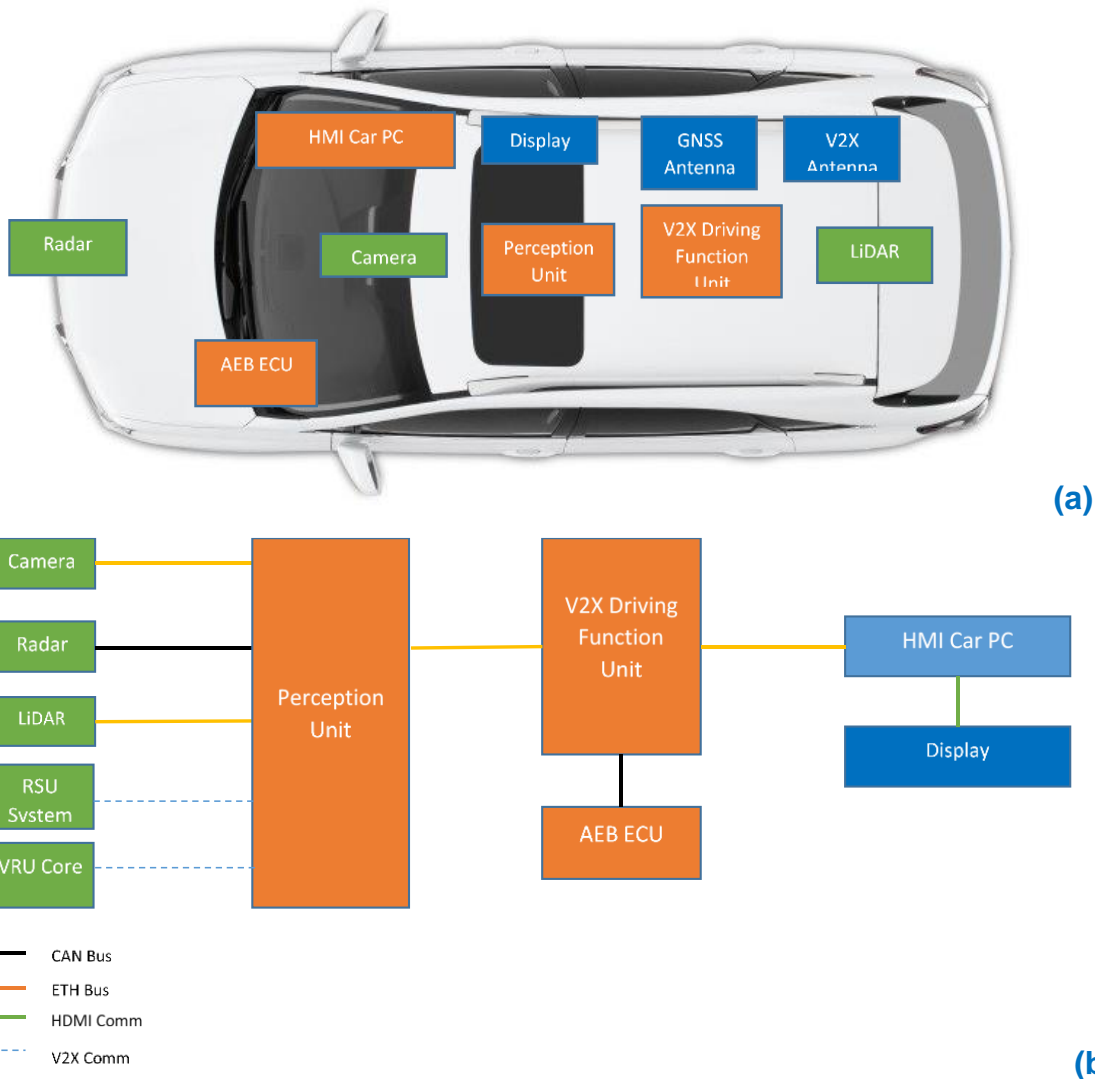 HMI Car PC
Display
GNSS
Antenna
V2X
Antenna
Radar
Camera
Perception
Unit
V2X Driving
Function
Unit
LiDAR
AEB ECU
(a)
Camera
Radar
LiDAR
RSU
System
VRU Core
Perception
Unit
V2X Driving
Function
Unit
AEB ECU
HMI Car PC
Display
CAN Bus
ETH Bus
HDMI Comm
V2X Comm
(b